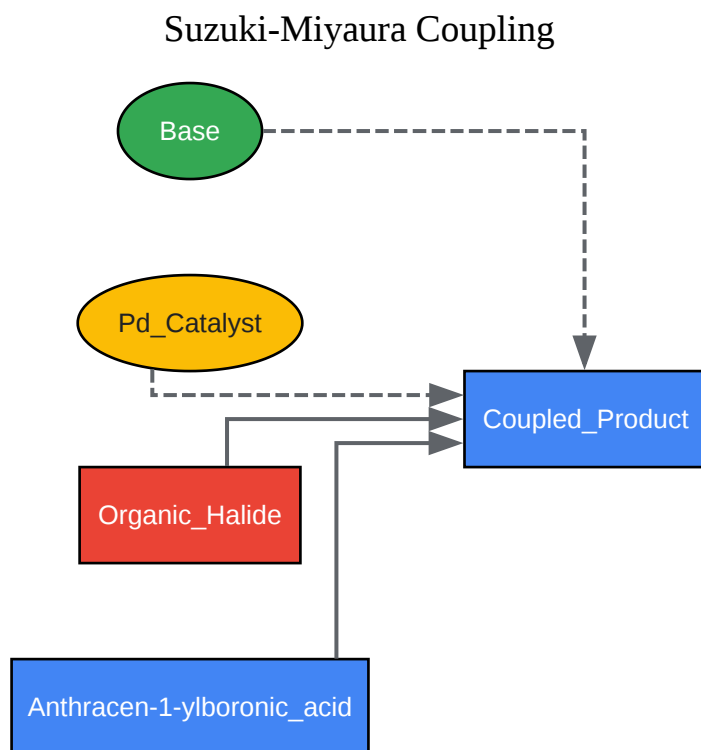 Suzuki-Miyaura Coupling
Base
Pd_Catalyst
Coupled_Product
Organic_Halide
Anthracen-1-ylboronic_acid